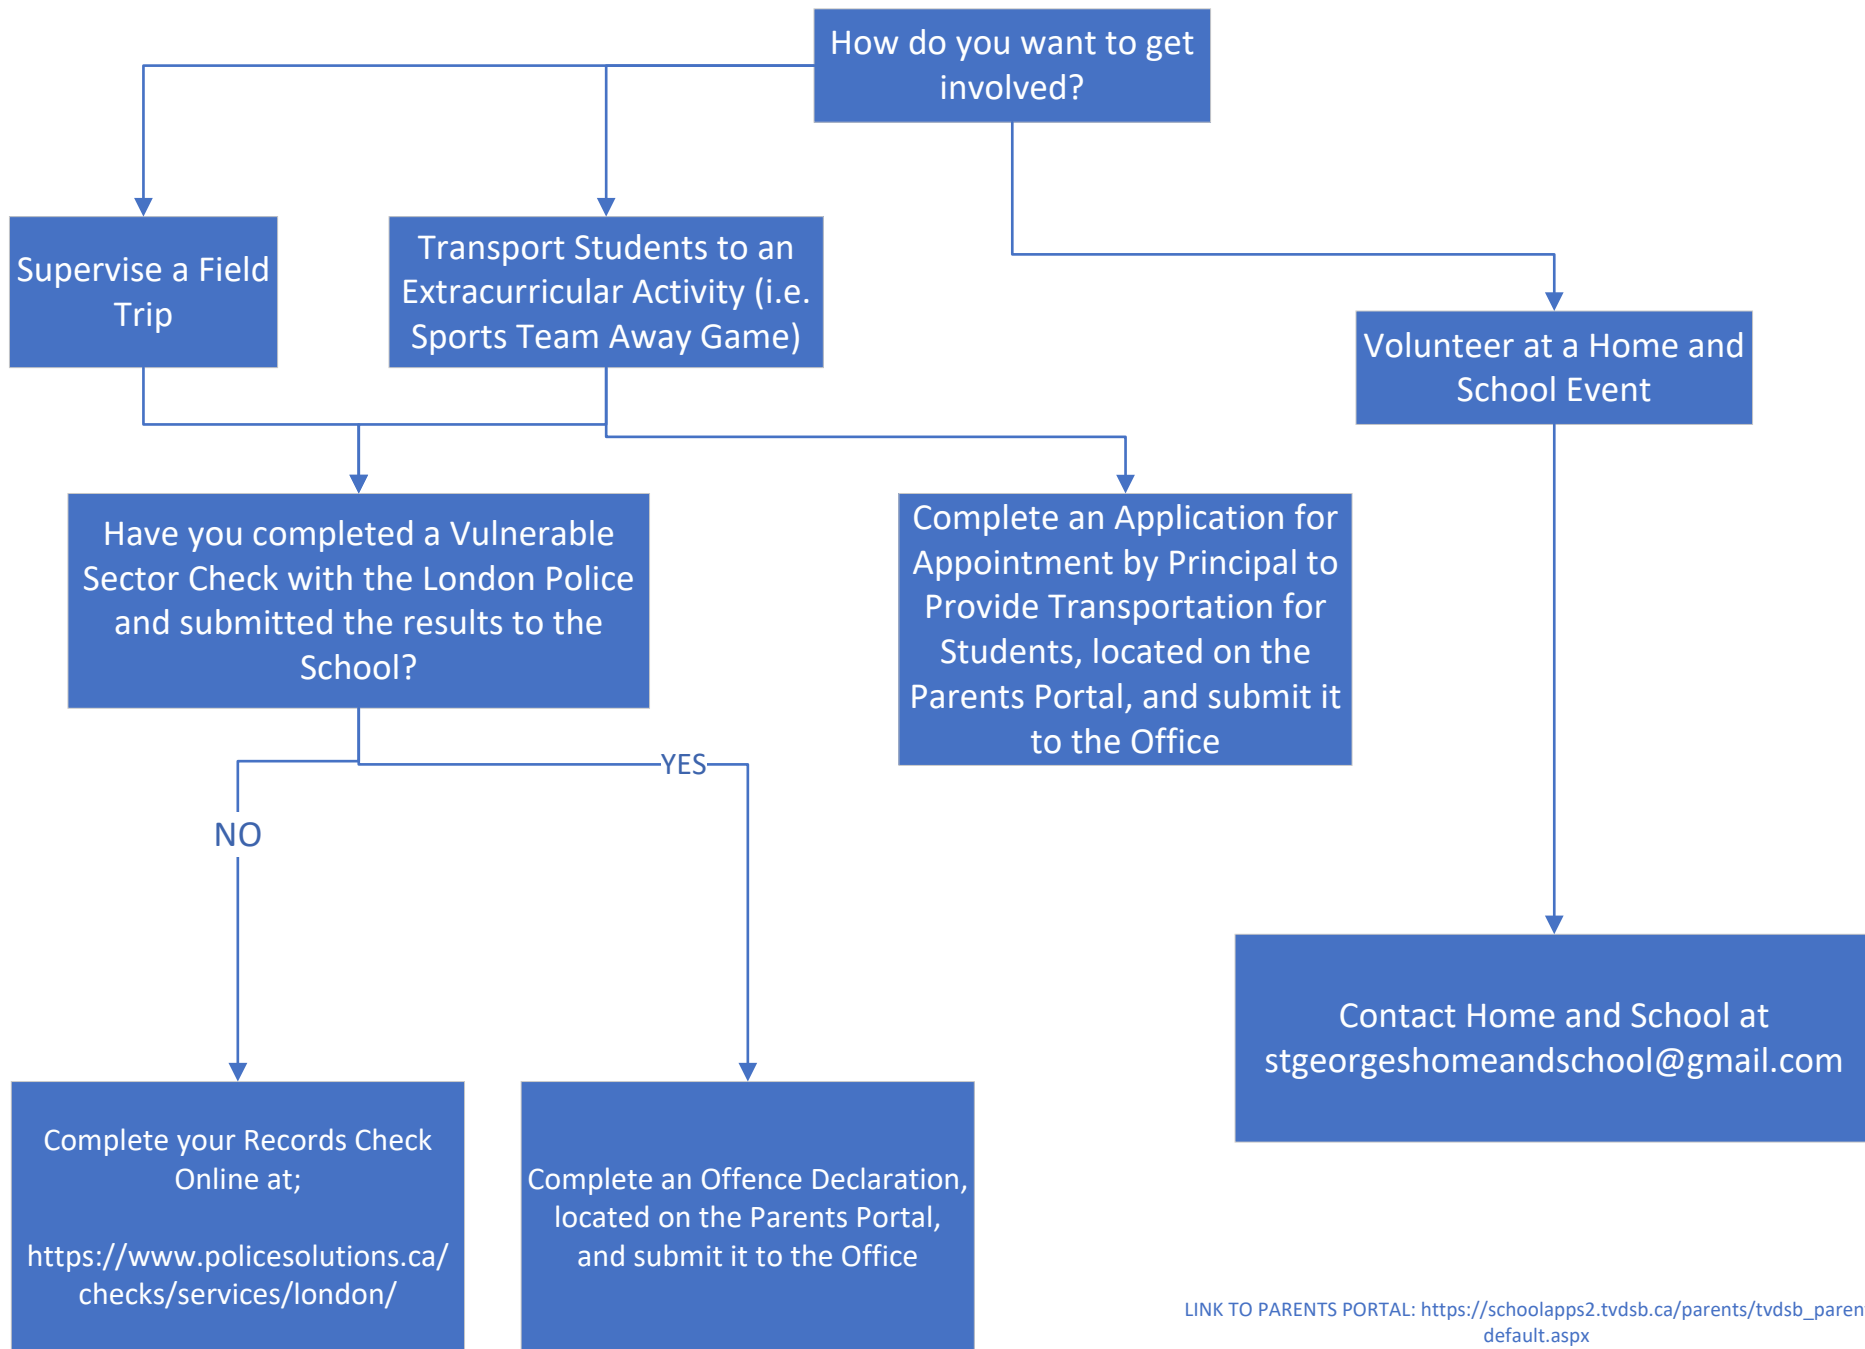 How do you want to get
involved?
Supervise a Field
Trip
Transport Students to an
Extracurricular Activity (i.e.
Sports Team Away Game)
Volunteer at a Home and
School Event
Have you completed a Vulnerable
Sector Check with the London Police
and submitted the results to the
School?
Complete an Application for
Appointment by Principal to
Provide Transportation for
Students, located on the
Parents Portal, and submit it
to the Office
YES
NO
Contact Home and School at
stgeorgeshomeandschool@gmail.com
Complete your Records Check
Online at;
https://www.policesolutions.ca/
checks/services/london/
Complete an Offence Declaration,
located on the Parents Portal,
and submit it to the Office
LINK TO PARENTS PORTAL: https://schoolapps2.tvdsb.ca/parents/tvdsb_paren
default.aspx